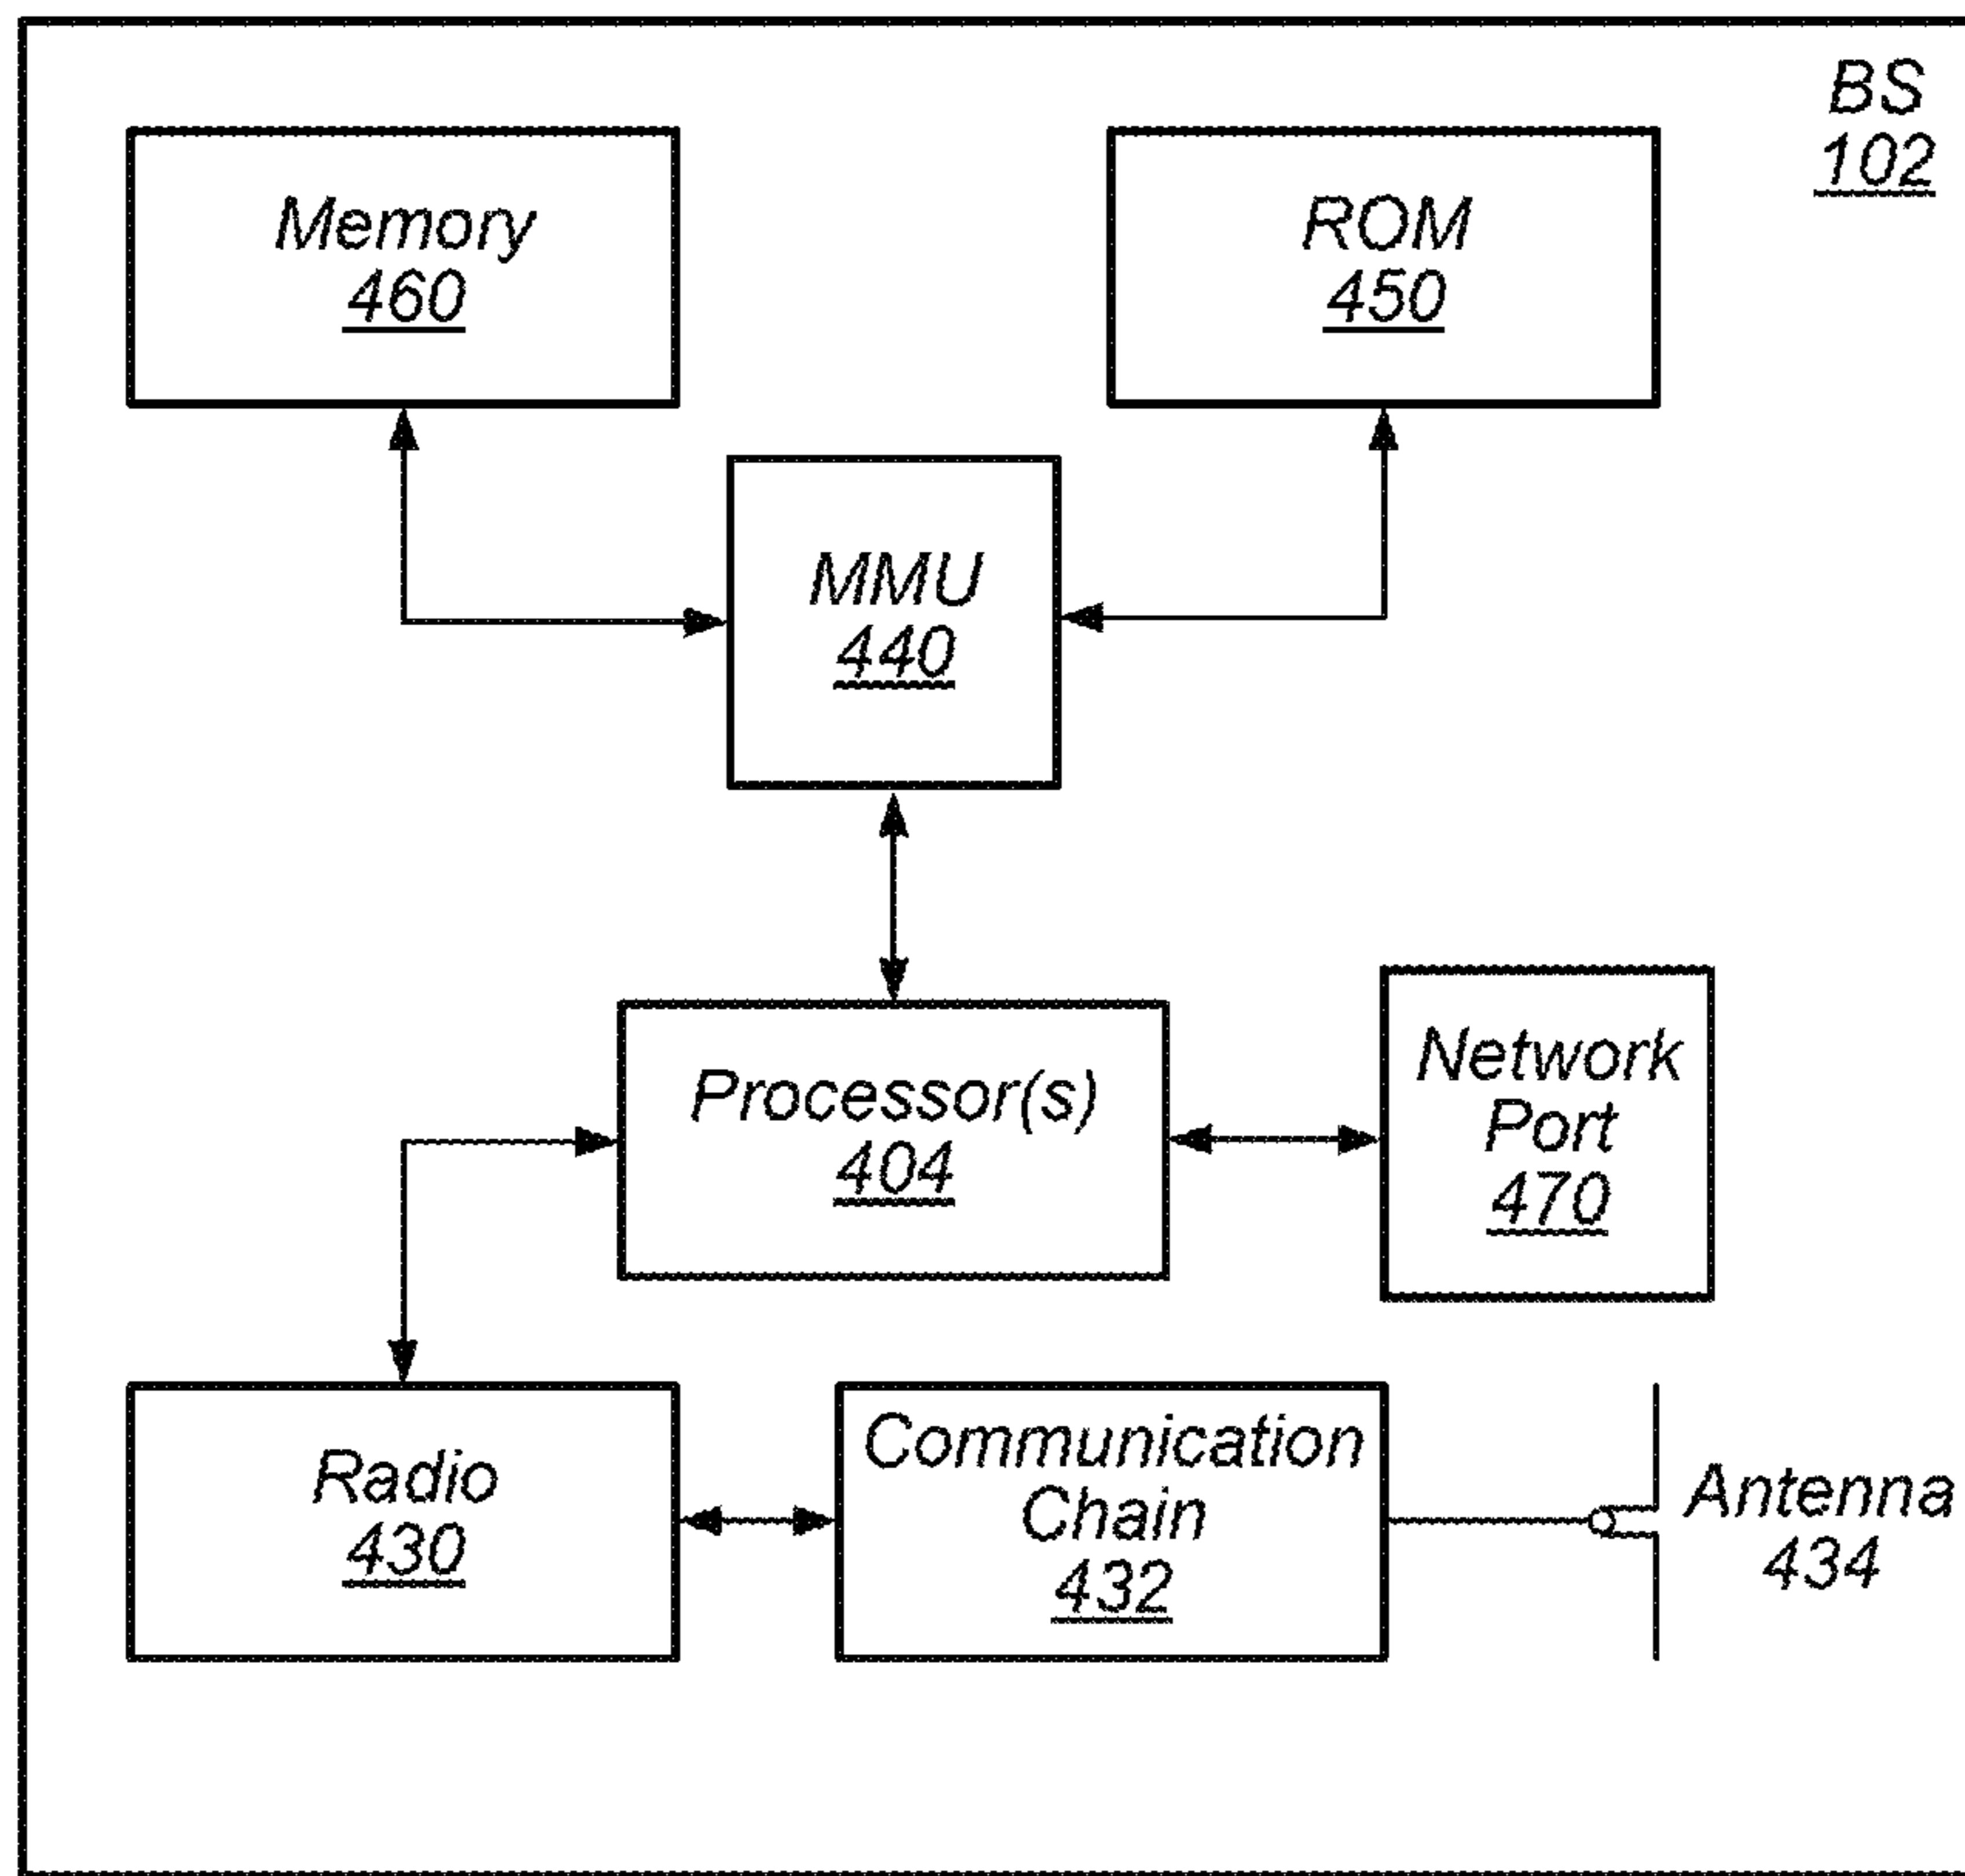 BS
102
Memory
460
ROM
450
MMU
440
Processor(s)
404
Network
Port
470
Radio
430
Communication
Chain
432
Antenna
434